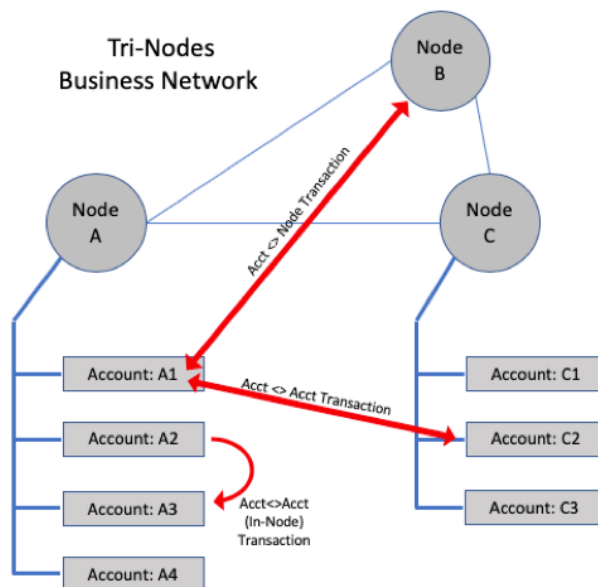 Tri-Nodes
Business Network
Node
B
Node
A
Node
C
Acct <> Node Transaction
Account: A1
Acct <> Acct Transaction
Account: C1
Account: A2
Account: C2
Account: A3
Acct<>Acct
(In-Node)
Transaction
Account: C3
Account: A4